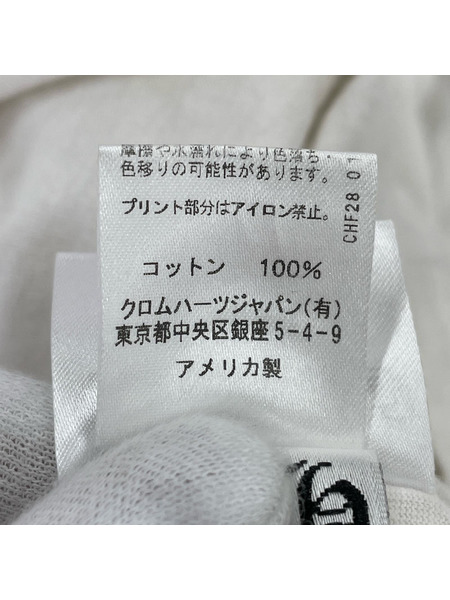 摩擦や水濡れにより色落ち・
色移りの可能性があります。
プリント部分はアイロン禁止。
コットン 100%
クロムハーツジャパン(有)
東京都中央区銀座5-4-9
アメリカ製
CHF28 01